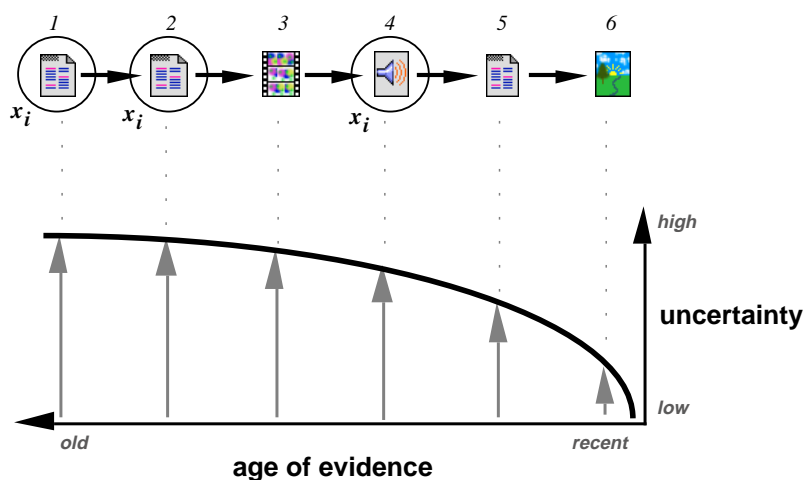 1 2 3 4 5 6
x_i x_i x_i
high
uncertainty
low
old recent
age of evidence